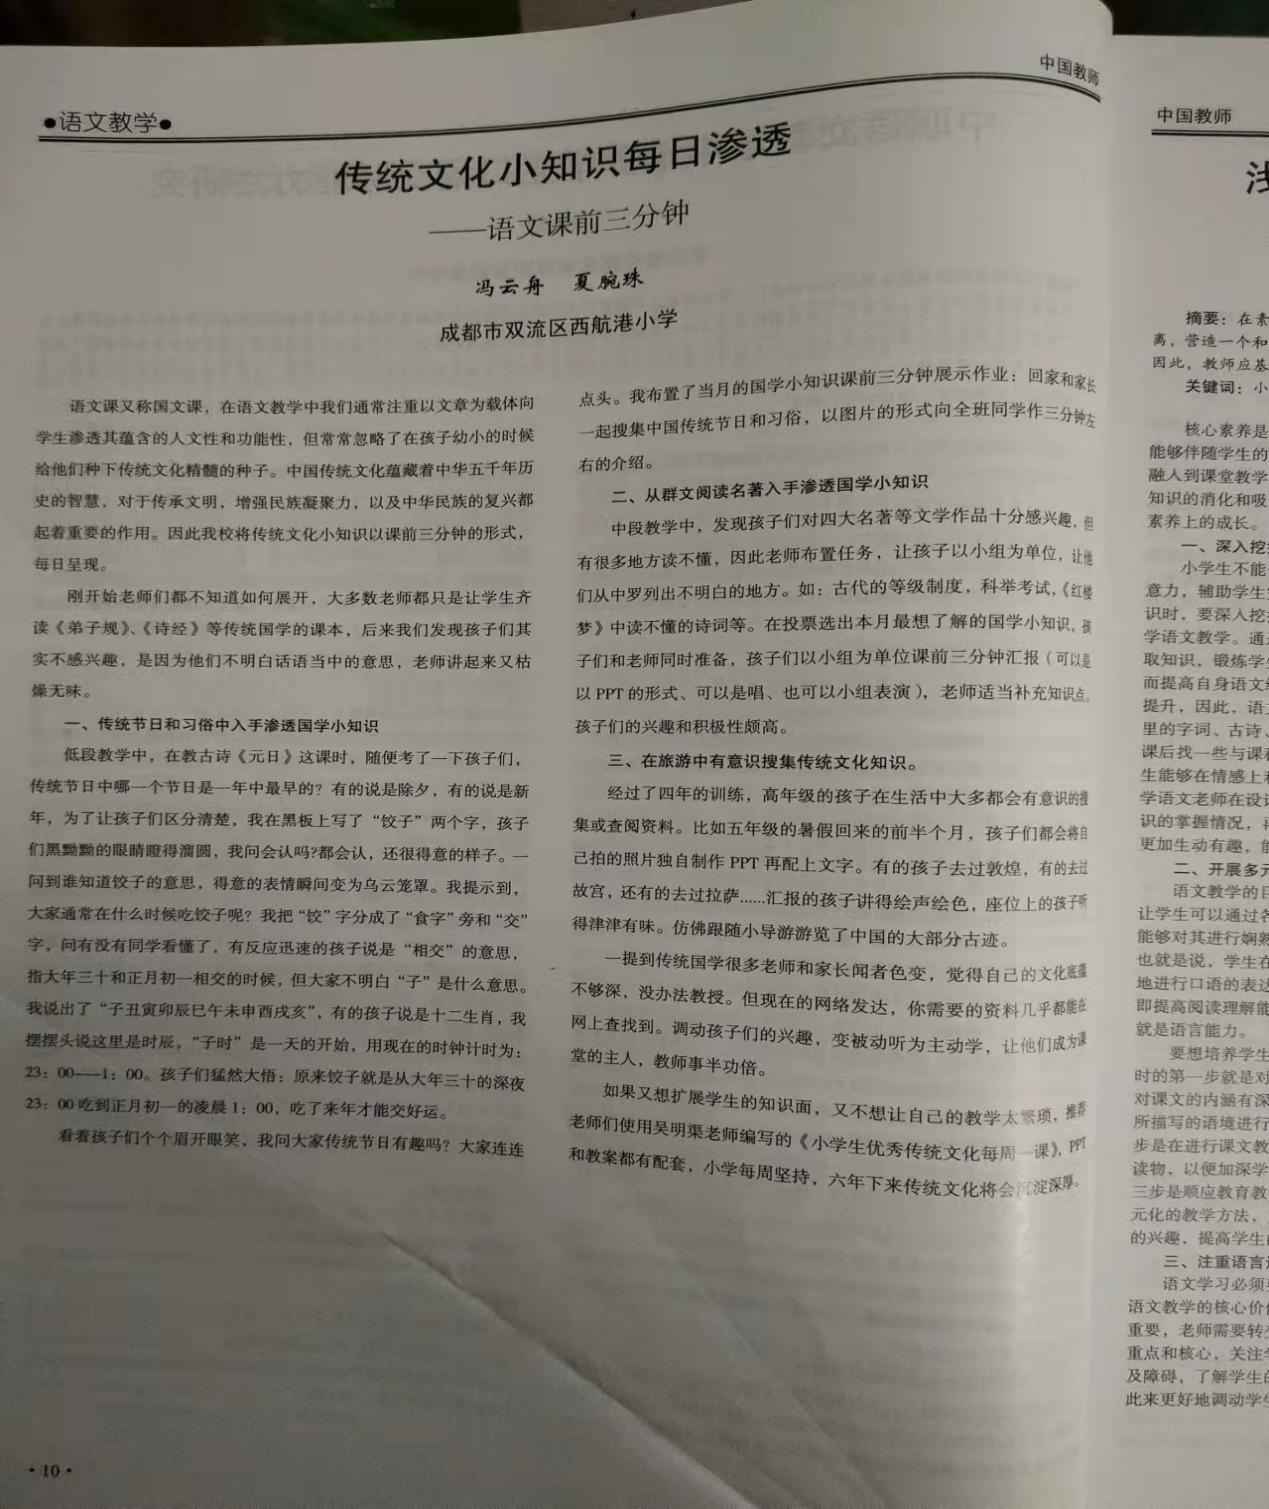 中国教师
●语文教学●
传统文化小知识每日渗透
——语文课前三分钟
冯云舟 夏腕珠
成都市双流区西航港小学
语文课又称国文课，在语文教学中我们通常注重以文章为载体向
学生渗透其蕴含的人文性和功能性，但常常忽略了在孩子幼小的时候
给他们种下传统文化精髓的种子。中国传统文化蕴藏着中华五千年历
史的智慧，对于传承文明，增强民族凝聚力，以及中华民族的复兴都
起着重要的作用。因此我校将传统文化小知识以课前三分钟的形式，
每日呈现。
刚开始老师们都不知道如何展开，大多数老师都只是让学生齐
读《弟子规》、《诗经》等传统国学的课本，后来我们发现孩子们其
实不感兴趣，是因为他们不明白话语当中的意思，老师讲起来又枯
燥无味。
一、传统节日和习俗中入手渗透国学小知识
低段教学中，在教古诗《元日》这课时，随便考了一下孩子们，
传统节日中哪一个节日是一年中最早的？有的说是除夕，有的说是新
年，为了让孩子们区分清楚，我在黑板上写了“饺子”两个字，孩子
们黑黝黝的眼睛瞪得溜圆，我问会认吗？都会认，还很得意的样子。一
问到谁知道饺子的意思，得意的表情瞬间变为乌云笼罩。我提示到，
大家通常在什么时候吃饺子呢？我把“饺”字分成了“食字”旁和“交”
字，问有没有同学看懂了，有反应迅速的孩子说是“相交”的意思，
指大年三十和正月初一相交的时候，但大家不明白“子”是什么意思。
我说出了“子丑寅卯辰巳午未申酉戌亥”，有的孩子说是十二生肖，我
摆摆头说这里是时辰，“子时”是一天的开始，用现在的时钟计时为：
23：00—-1：00。孩子们猛然大悟：原来饺子就是从大年三十的深夜
23：00吃到正月初一的凌晨1：00，吃了来年才能交好运。
看着孩子们个个眉开眼笑，我问大家传统节日有趣吗？大家连连
点头。我布置了当月的国学小知识课前三分钟展示作业：回家和家长
一起搜集中国传统节日和习俗，以图片的形式向全班同学作三分钟左
右的介绍。
二、从群文阅读名著入手渗透国学小知识
中段教学中，发现孩子们对四大名著等文学作品十分感兴趣，但
有很多地方读不懂，因此老师布置任务，让孩子以小组为单位，让他
们从中罗列出不明白的地方。如：古代的等级制度，科举考试，《红楼
梦》中读不懂的诗词等。在投票选出本月最想了解的国学小知识，孩
子们和老师同时准备，孩子们以小组为单位课前三分钟汇报（可以是
以PPT的形式、可以是唱、也可以小组表演），老师适当补充知识点，
孩子们的兴趣和积极性颇高。
三、在旅游中有意识搜集传统文化知识。
经过了四年的训练，高年级的孩子在生活中大多都会有意识的搜
集或查阅资料。比如五年级的暑假回来的前半个月，孩子们都会将自
己拍的照片独自制作PPT再配上文字。有的孩子去过敦煌，有的去过
故宫，还有的去过拉萨......汇报的孩子讲得绘声绘色，座位上的孩子听
得津津有味。仿佛跟随小导游游览了中国的大部分古迹。
一提到传统国学很多老师和家长闻者色变，觉得自己的文化底蕴
不够深，没办法教授。但现在的网络发达，你需要的资料几乎都能在
网上查找到。调动孩子们的兴趣，变被动听为主动学，让他们成为课
堂的主人，教师事半功倍。
如果又想扩展学生的知识面，又不想让自己的教学太繁琐，推荐
老师们使用吴明渠老师编写的《小学生优秀传统文化每周一课》，PPT
和教案都有配套，小学每周坚持，六年下来传统文化将会沉淀深厚。
·10·
中国教师
浅
摘要：在素
离，营造一个和
因此，教师应基
关键词：小
核心素养是
能够伴随学生的
融人到课堂教学
知识的消化和吸
素养上的成长。
一、深入挖
小学生不能
意力，辅助学生
识时，要深入挖
学语文教学。通
取知识，锻炼学
而提高自身语文
提升，因此，语
里的字词、古诗、
课后找一些与课
生能够在情感上
学语文老师在设
识的掌握情况，
更加生动有趣，
二、开展多元
语文教学的目
让学生可以通过各
能够对其进行娴熟
也就是说，学生在
地进行口语的表达
即提高阅读理解能
就是语言能力。
要想培养学生
时的第一步就是对
对课文的内涵有深
所描写的语境进行
步是在进行课文教
读物，以便加深学
三步是顺应教育教
元化的教学方法，
的兴趣，提高学生
三、注重语言
语文学习必须
语文教学的核心价值
重要，老师需要转
重点和核心，关注
及障碍，了解学生的
此来更好地调动学生